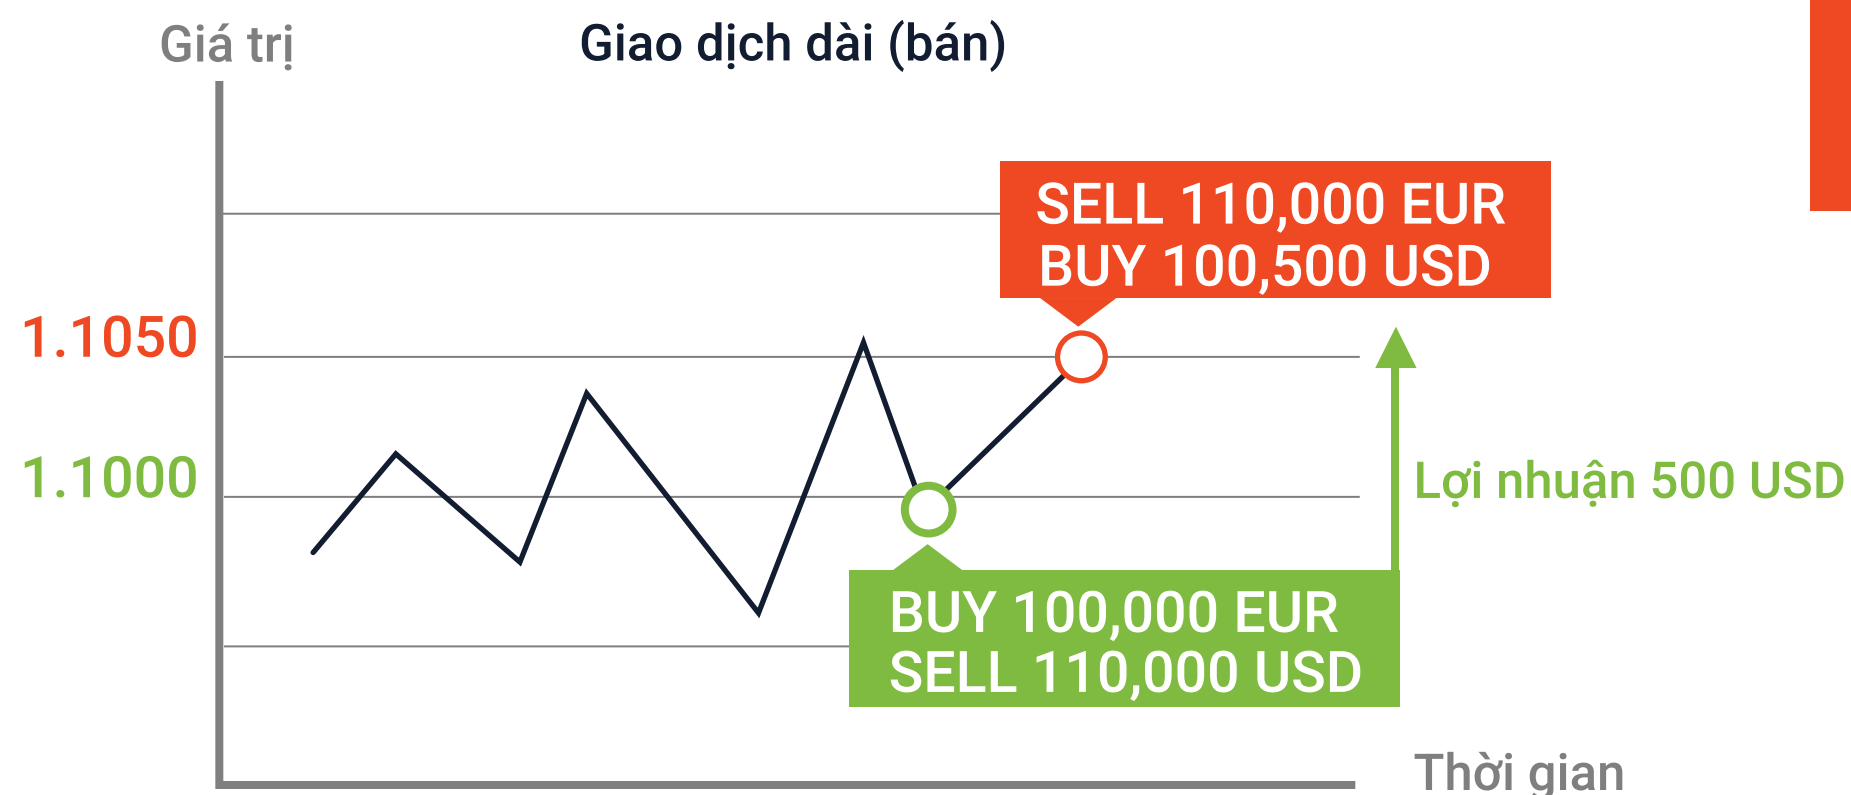 Giá trị
Giao dịch dài (bán)
SELL 110,000 EUR
BUY 100,500 USD
1.1050
1.1000
Lợi nhuận 500 USD
BUY 100,000 EUR
SELL 110,000 USD
Thời gian